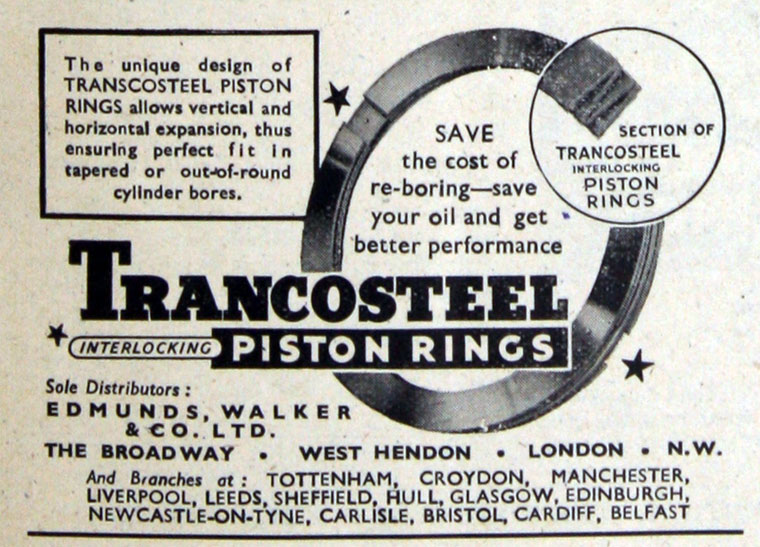 The unique design of
TRANSCOSTEEL PISTON
RINGS allows vertical and
horizontal expansion, thus
ensuring perfect fit in
tapered or out-of-round
cylinder bores.
SAVE
the cost of
re-boring—save
your oil and get
better performance
SECTION OF
TRANCOSTEEL
INTERLOCKING
PISTON
RINGS
TRANCOSTEEL
INTERLOCKING PISTON RINGS
Sole Distributors:
EDMUNDS, WALKER
& CO. LTD.
THE BROADWAY • WEST HENDON • LONDON • N.W.
And Branches at: TOTTENHAM, CROYDON, MANCHESTER,
LIVERPOOL, LEEDS, SHEFFIELD, HULL, GLASGOW, EDINBURGH,
NEWCASTLE-ON-TYNE, CARLISLE, BRISTOL, CARDIFF, BELFAST